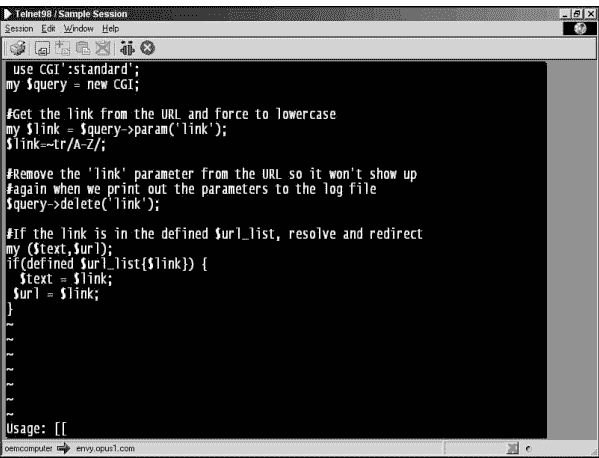 Telnet98 / Sample Session
Session Edit Window Help
use CGI':standard';
my $query = new CGI;
#Get the link from the URL and force to lowercase
my $link = $query->param('link');
$link=~tr/A-Z/;
#Remove the 'link' parameter from the URL so it won't show up
#again when we print out the parameters to the log file
$query->delete('link');
#If the link is in the defined $url_list, resolve and redirect
my ($text,$url);
if(defined $url_list{$link}) {
$text = $link;
$url = $link;
}
~
~
~
~
~
~
~
Usage: [[
oemcomputer envy.opus1.com